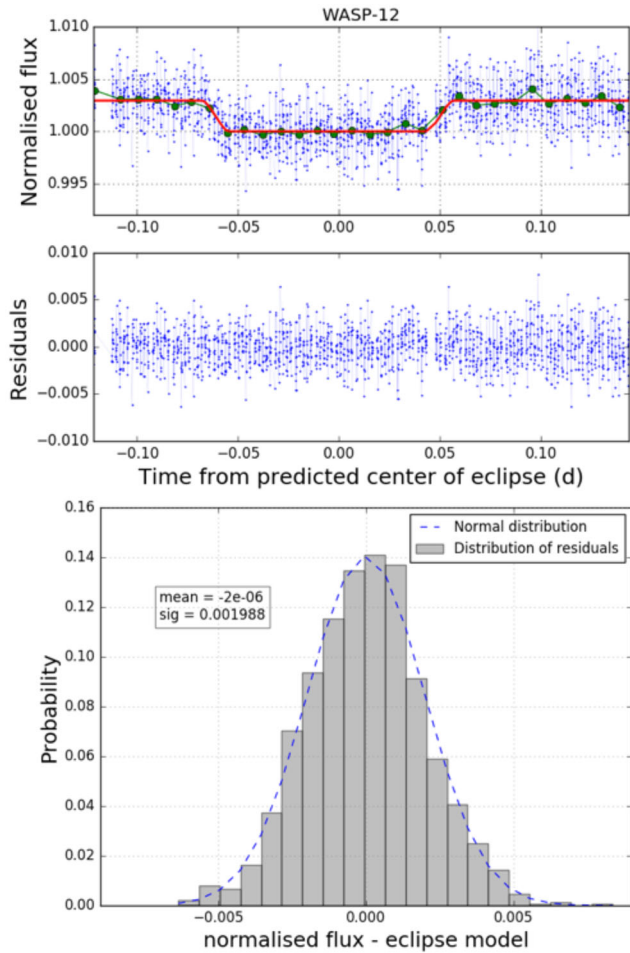 WASP-12
1.010
1.005
1.000
0.995
Normalised flux
−0.10 −0.05 0.00 0.05 0.10
0.010
0.005
0.000
−0.005
−0.010
Residuals
−0.10 −0.05 0.00 0.05 0.10
Time from predicted center of eclipse (d)
0.16
0.14
0.12
0.10
0.08
0.06
0.04
0.02
0.00
Probability
Normal distribution
Distribution of residuals
mean = -2e-06
sig = 0.001988
−0.005 0.000 0.005
normalised flux - eclipse model